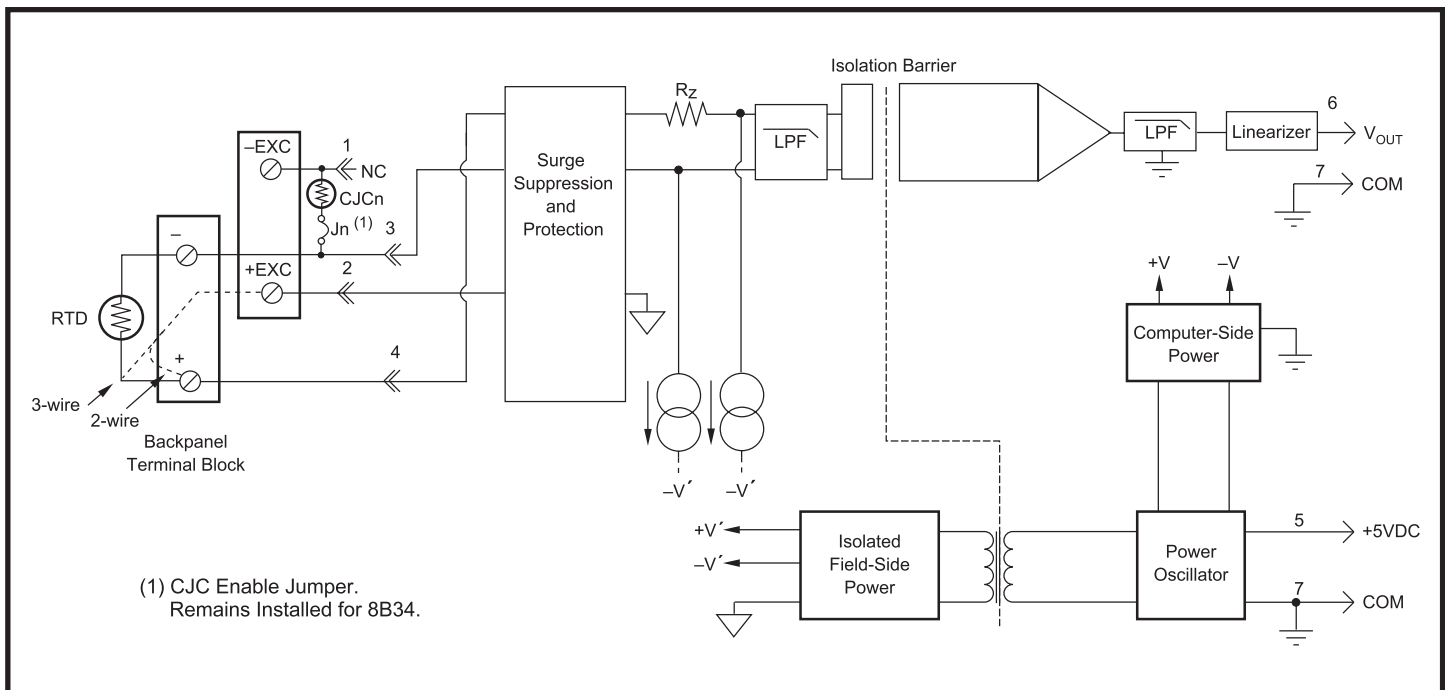 Isolation Barrier
RZ
LPF
–EXC
1
NC
CJCn
Jn (1)
3
–
+EXC
2
RTD
+
4
3-wire
2-wire
Backpanel
Terminal Block
Surge
Suppression
and
Protection
–V´
–V´
LPF
Linearizer
6
VOUT
7
COM
+V
–V
Computer-Side
Power
+V´
–V´
Isolated
Field-Side
Power
Power
Oscillator
5
+5VDC
7
COM
(1) CJC Enable Jumper.
Remains Installed for 8B34.